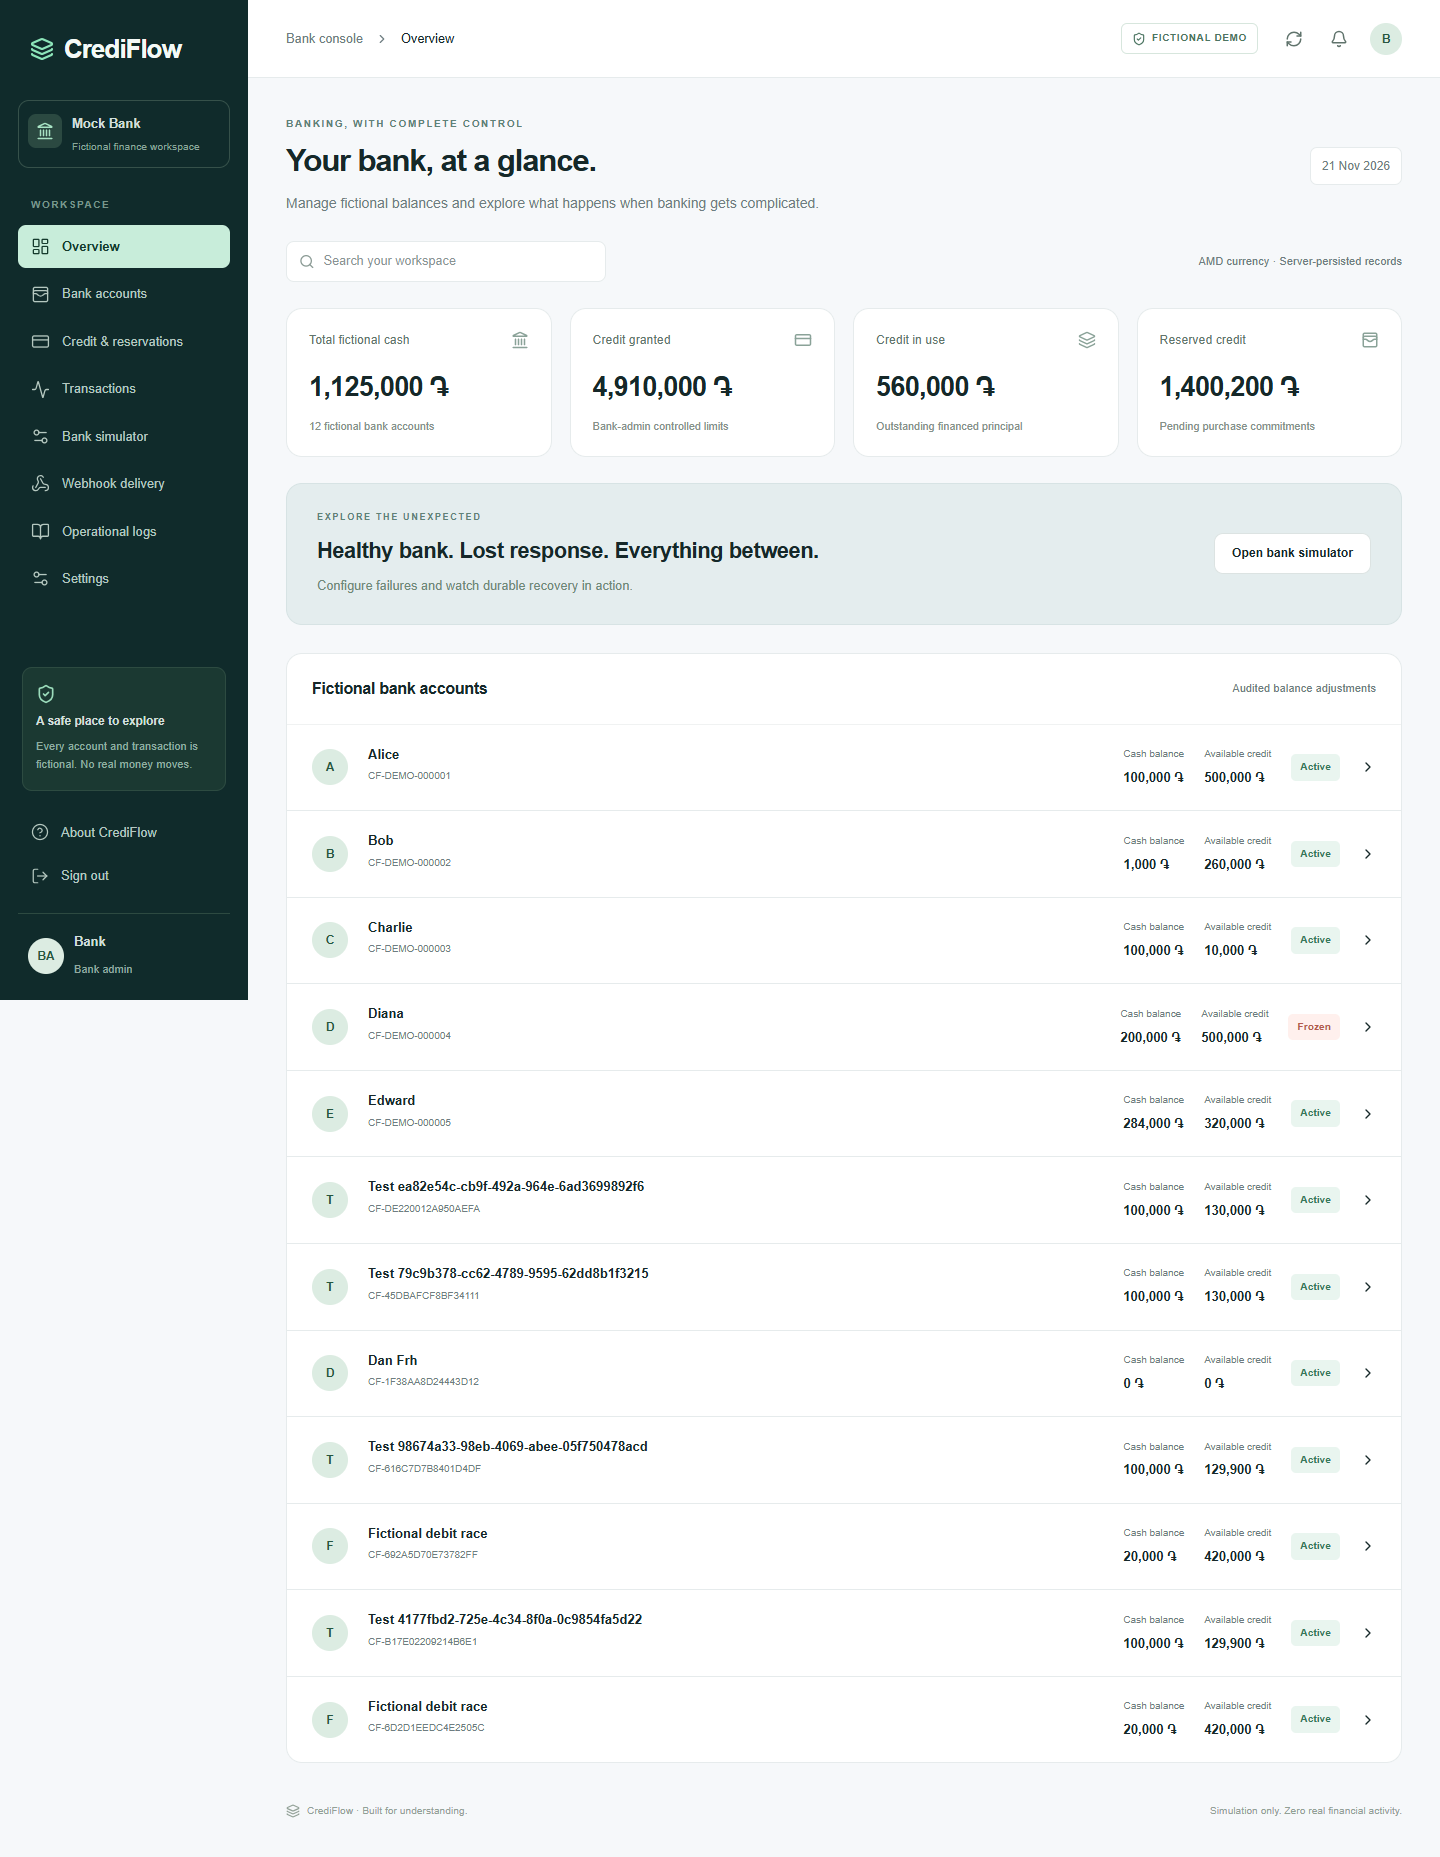 CrediFlow
Mock Bank
Fictional finance workspace
WORKSPACE
Overview
Bank accounts
Credit & reservations
Transactions
Bank simulator
Webhook delivery
Operational logs
Settings
A safe place to explore
Every account and transaction is
fictional. No real money moves.
About CrediFlow
Sign out
BA
Bank
Bank admin
Bank console > Overview
FICTIONAL DEMO
B
BANKING, WITH COMPLETE CONTROL
Your bank, at a glance.
21 Nov 2026
Manage fictional balances and explore what happens when banking gets complicated.
Search your workspace
AMD currency · Server-persisted records
Total fictional cash
1,125,000 ֏
12 fictional bank accounts
Credit granted
4,910,000 ֏
Bank-admin controlled limits
Credit in use
560,000 ֏
Outstanding financed principal
Reserved credit
1,400,200 ֏
Pending purchase commitments
EXPLORE THE UNEXPECTED
Healthy bank. Lost response. Everything between.
Configure failures and watch durable recovery in action.
Open bank simulator
Fictional bank accounts
Audited balance adjustments
A
Alice
CF-DEMO-000001
Cash balance Available credit
100,000 ֏ 500,000 ֏
Active
B
Bob
CF-DEMO-000002
Cash balance Available credit
1,000 ֏ 260,000 ֏
Active
C
Charlie
CF-DEMO-000003
Cash balance Available credit
100,000 ֏ 10,000 ֏
Active
D
Diana
CF-DEMO-000004
Cash balance Available credit
200,000 ֏ 500,000 ֏
Frozen
E
Edward
CF-DEMO-000005
Cash balance Available credit
284,000 ֏ 320,000 ֏
Active
T
Test ea82e54c-cb9f-492a-964e-6ad3699892f6
CF-DE220012A950AEFA
Cash balance Available credit
100,000 ֏ 130,000 ֏
Active
T
Test 79c9b378-cc62-4789-9595-62dd8b1f3215
CF-45DBAFCF8BF34111
Cash balance Available credit
100,000 ֏ 130,000 ֏
Active
D
Dan Frh
CF-1F38AA8D24443D12
Cash balance Available credit
0 ֏ 0 ֏
Active
T
Test 98674a33-98eb-4069-abee-05f750478acd
CF-616C7D7B8401D4DF
Cash balance Available credit
100,000 ֏ 129,900 ֏
Active
F
Fictional debit race
CF-692A5D70E73782FF
Cash balance Available credit
20,000 ֏ 420,000 ֏
Active
T
Test 4177fbd2-725e-4c34-8f0a-0c9854fa5d22
CF-B17E02209214B6E1
Cash balance Available credit
100,000 ֏ 129,900 ֏
Active
F
Fictional debit race
CF-6D2D1EEDC4E2505C
Cash balance Available credit
20,000 ֏ 420,000 ֏
Active
CrediFlow · Built for understanding.
Simulation only. Zero real financial activity.